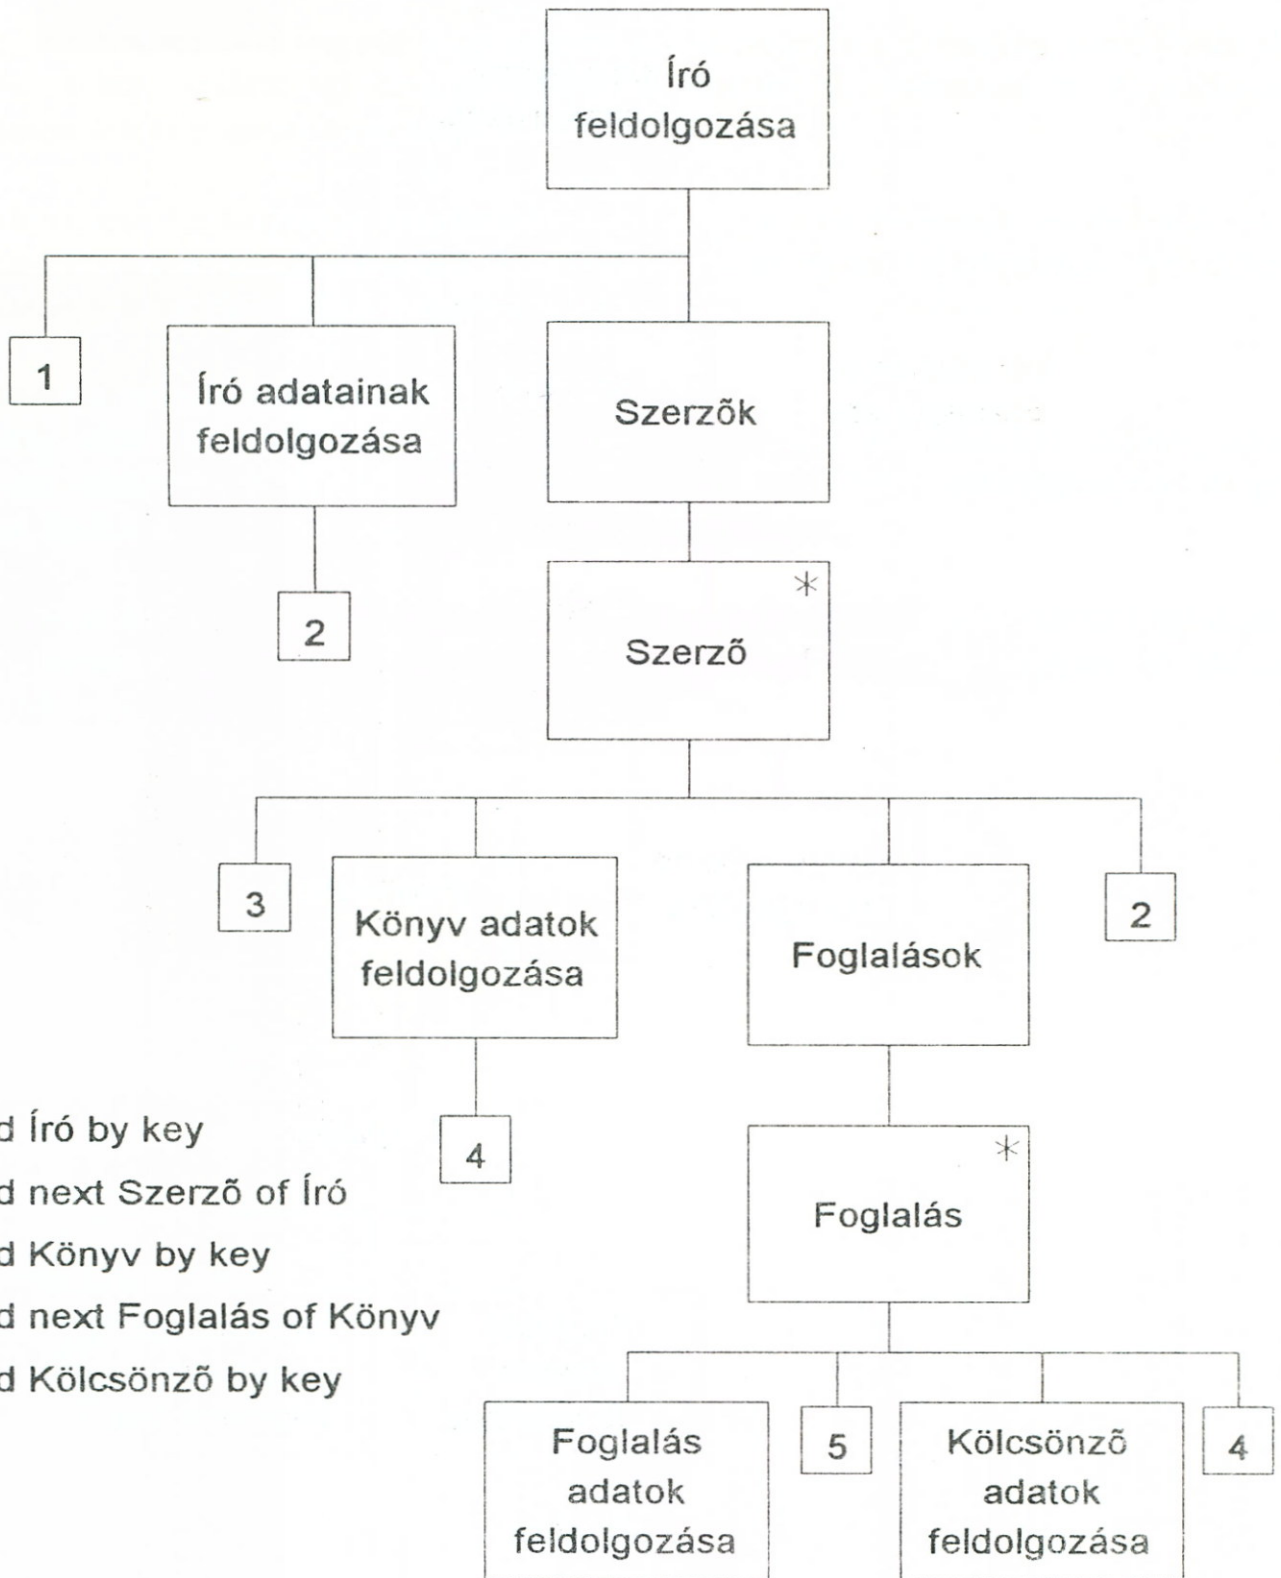 Író
feldolgozása
1
Író adatainak
feldolgozása
Szerzõk
2
*
Szerzõ
3
Könyv adatok
feldolgozása
Foglalások
2
4
*
Foglalás
d Író by key
d next Szerzõ of Író
d Könyv by key
d next Foglalás of Könyv
d Kölcsönzõ by key
Foglalás
adatok
feldolgozása
5
Kölcsönzõ
adatok
feldolgozása
4